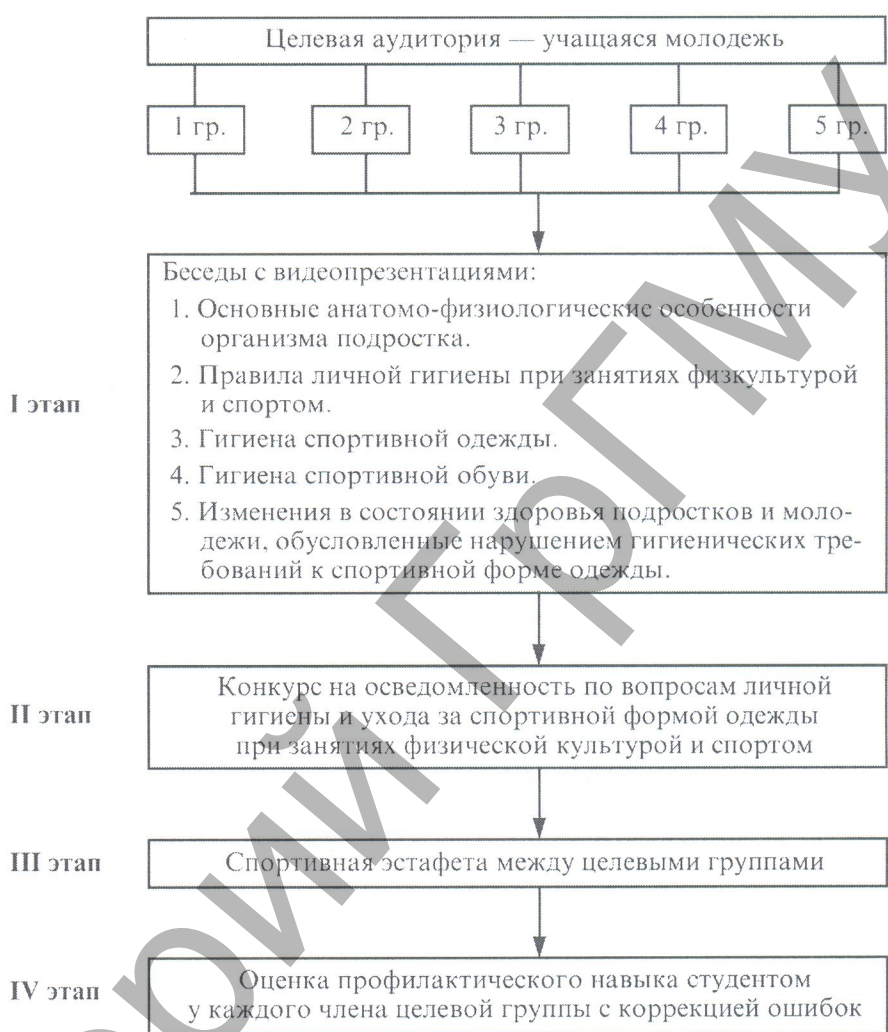 Целевая аудитория — учащаяся молодежь
1 гр. 2 гр. 3 гр. 4 гр. 5 гр.
Беседы с видеопрезентациями:
1. Основные анатомо-физиологические особенности
организма подростка.
2. Правила личной гигиены при занятиях физкультурой
и спортом.
I этап
3. Гигиена спортивной одежды.
4. Гигиена спортивной обуви.
5. Изменения в состоянии здоровья подростков и моло-
дежи, обусловленные нарушением гигиенических тре-
бований к спортивной форме одежды.
II этап
Конкурс на осведомленность по вопросам личной
гигиены и ухода за спортивной формой одежды
при занятиях физической культурой и спортом
III этап
Спортивная эстафета между целевыми группами
IV этап
Оценка профилактического навыка студентом
у каждого члена целевой группы с коррекцией ошибок
ГрГМУ